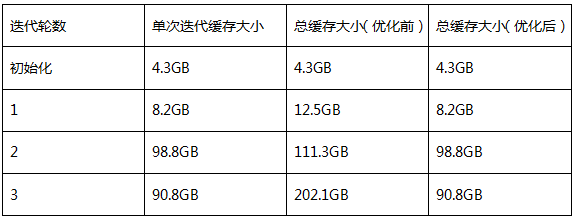 迭代轮数 单次迭代缓存大小 总缓存大小（优化前） 总缓存大小（优化后）
初始化 4.3GB 4.3GB 4.3GB
1 8.2GB 12.5GB 8.2GB
2 98.8GB 111.3GB 98.8GB
3 90.8GB 202.1GB 90.8GB